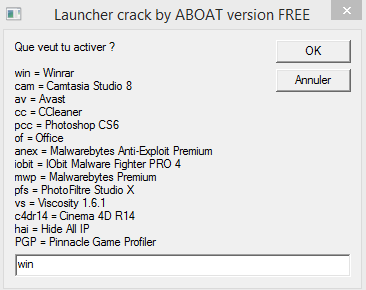 Launcher crack by ABOAT version FREE
Que veut tu activer ?
OK
Annuler
win = Winrar
cam = Camtasia Studio 8
av = Avast
cc = CCleaner
pcc = Photoshop CS6
of = Office
anex = Malwarebytes Anti-Exploit Premium
iobit = IObit Malware Fighter PRO 4
mwp = Malwarebytes Premium
pfs = PhotoFiltre Studio X
vs = Viscosity 1.6.1
c4dr14 = Cinema 4D R14
hai = Hide All IP
PGP = Pinnacle Game Profiler
win